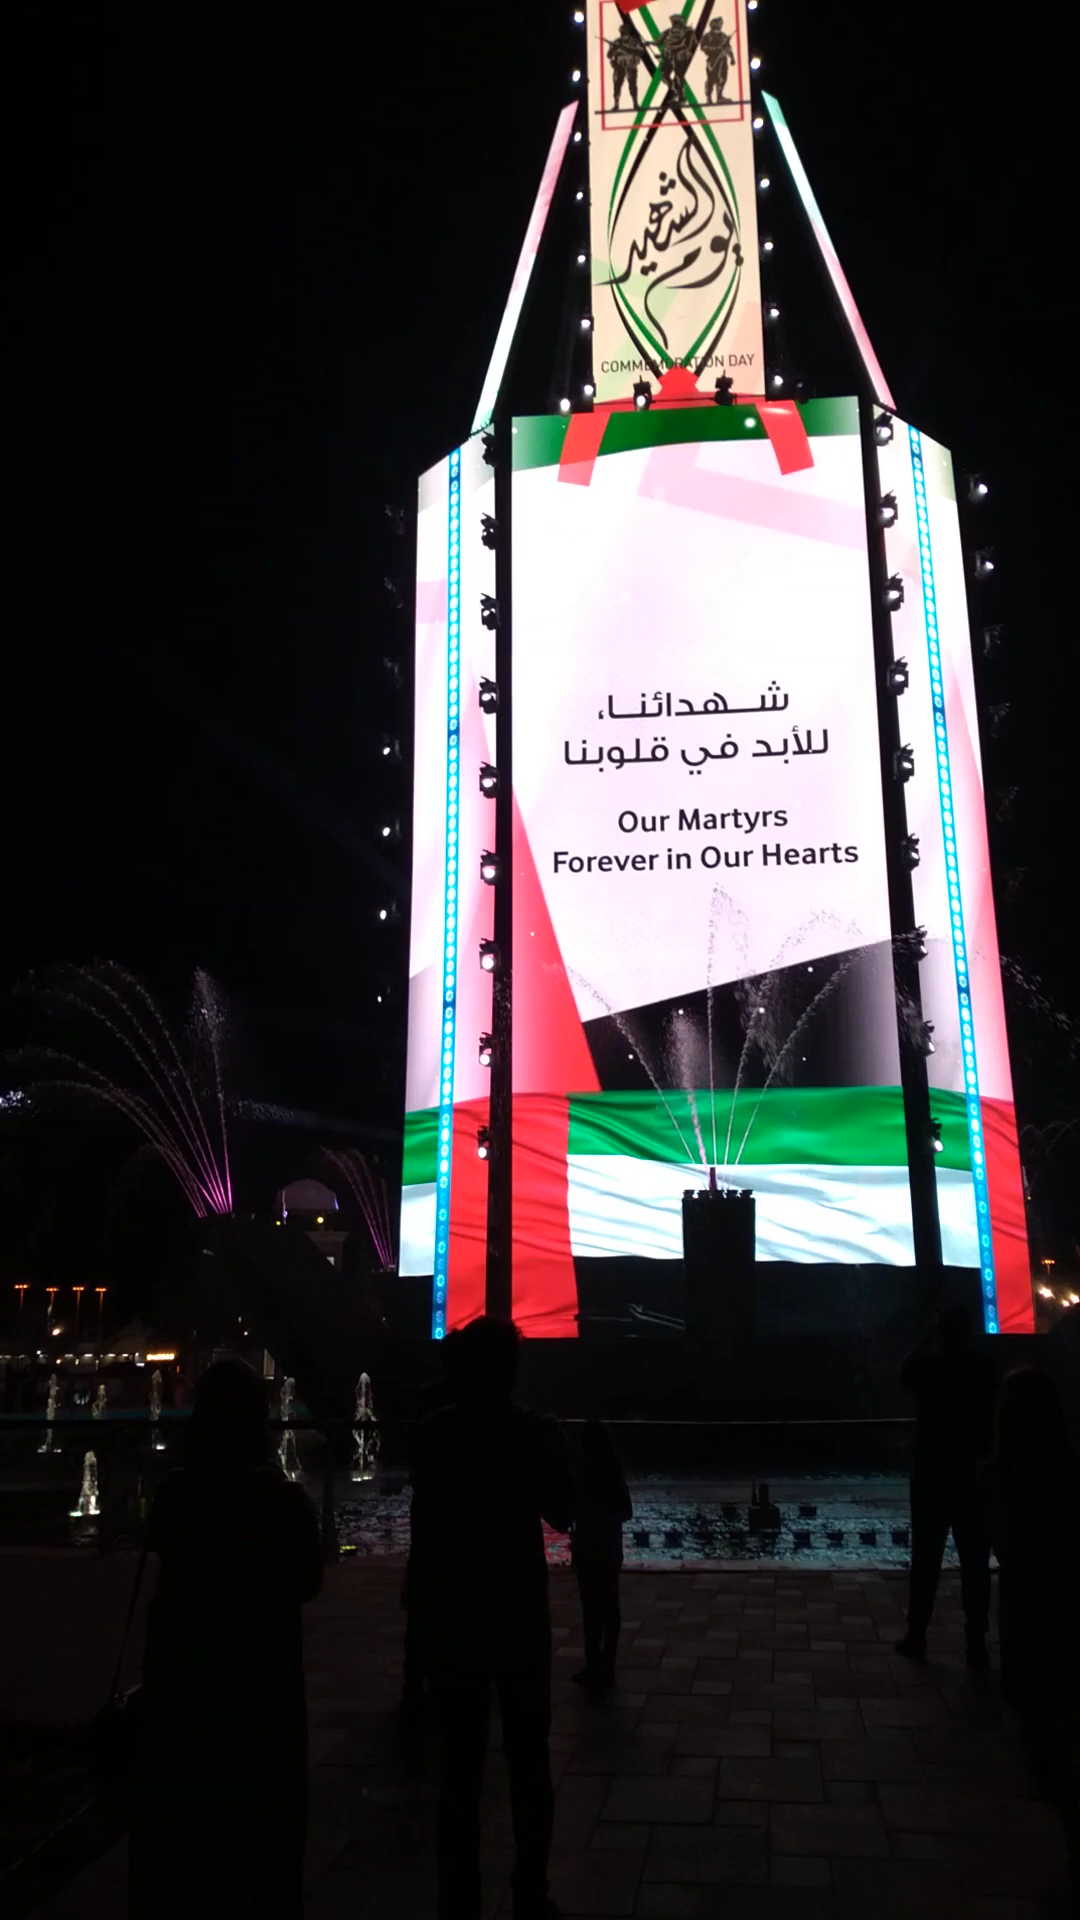 يوم الشهيد
COMMEMORATION DAY
شهدائنا،
للأبد في قلوبنا
Our Martyrs
Forever in Our Hearts